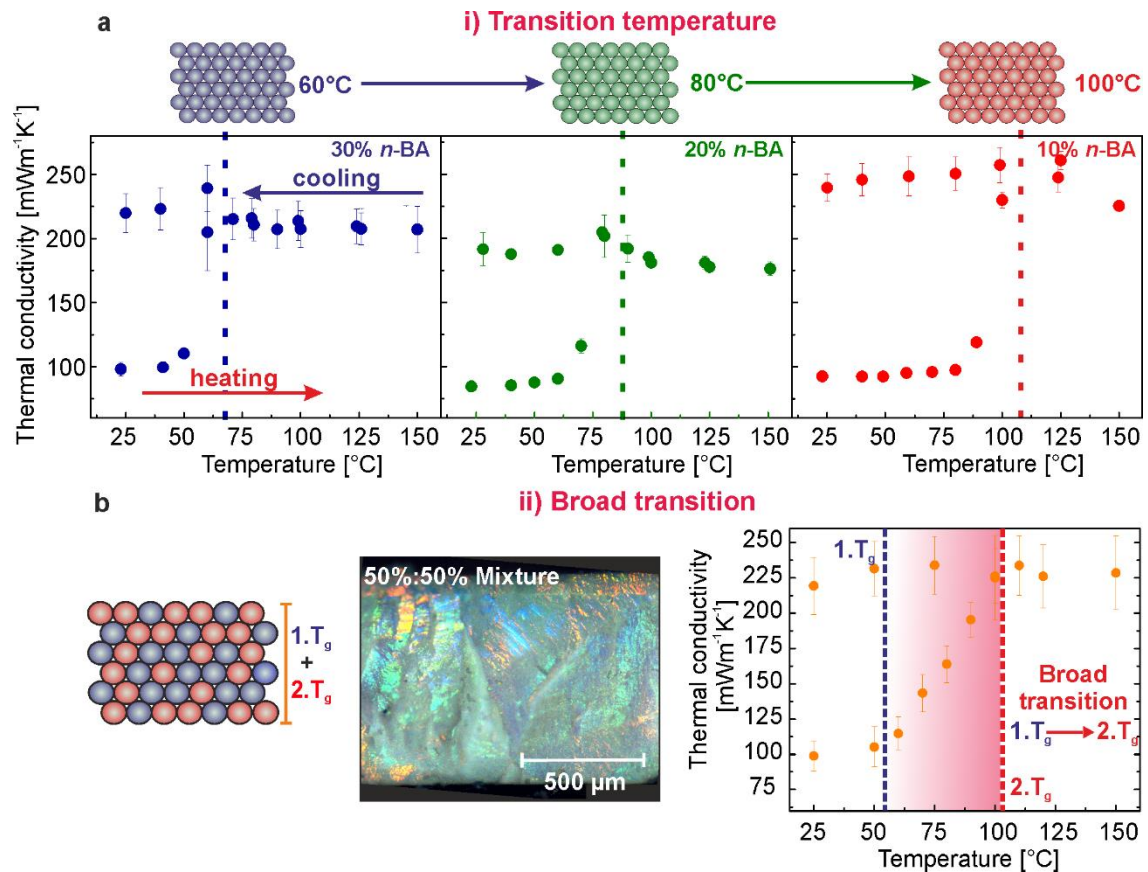 a
i) Transition temperature
60°C
80°C
100°C
Thermal conductivity [mWm⁻¹K⁻¹]
250
200
150
100
30% n-BA
cooling
heating
20% n-BA
10% n-BA
25 50 75 100 125 150
25 50 75 100 125 150
25 50 75 100 125 150
Temperature [°C]
Temperature [°C]
Temperature [°C]
b
ii) Broad transition
1.Tg
+
2.Tg
50%:50% Mixture
500 µm
Thermal conductivity
[mWm⁻¹K⁻¹]
250
225
200
175
150
125
100
75
1.Tg
Broad
transition
1.Tg → 2.Tg
2.Tg
25 50 75 100 125 150
Temperature [°C]